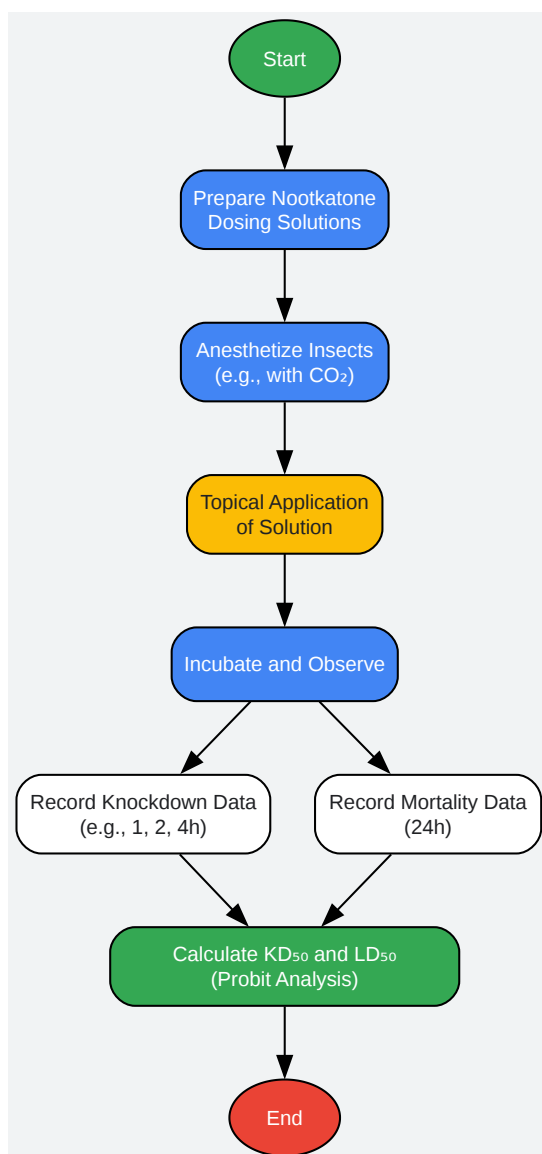 Start
Prepare Nootkatone
Dosing Solutions
Anesthetize Insects
(e.g., with CO₂)
Topical Application
of Solution
Incubate and Observe
Record Knockdown Data
(e.g., 1, 2, 4h)
Record Mortality Data
(24h)
Calculate KD₅₀ and LD₅₀
(Probit Analysis)
End